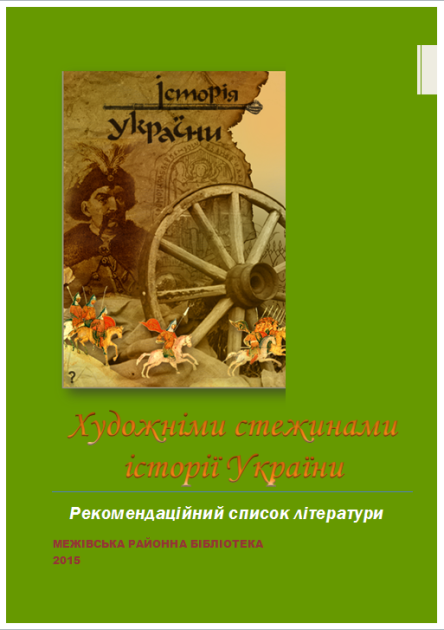 Історія
України
Художніми стежинами
історії України
Рекомендаційний список літератури
МЕЖІВСЬКА РАЙОННА БІБЛІОТЕКА
2015